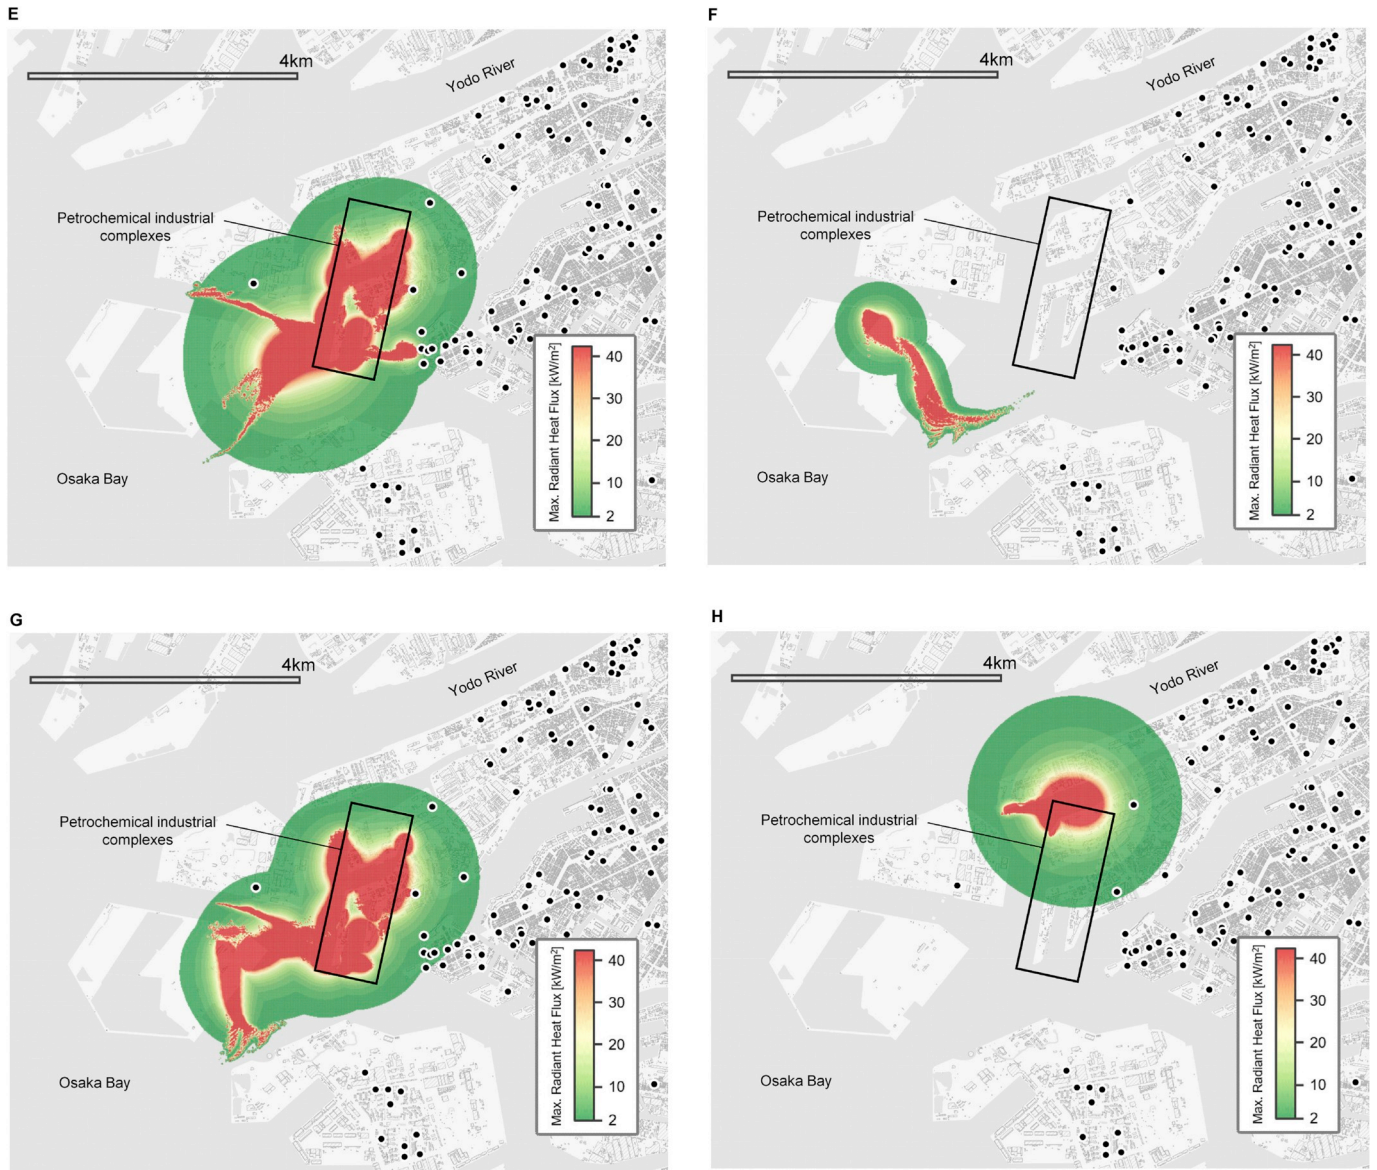 E
4km
Yodo River
Petrochemical industrial
complexes
Osaka Bay
Max. Radiant Heat Flux [kW/m²]
40
30
20
10
2
F
4km
Yodo River
Petrochemical industrial
complexes
Osaka Bay
Max. Radiant Heat Flux [kW/m²]
40
30
20
10
2
G
4km
Yodo River
Petrochemical industrial
complexes
Osaka Bay
Max. Radiant Heat Flux [kW/m²]
40
30
20
10
2
H
4km
Yodo River
Petrochemical industrial
complexes
Osaka Bay
Max. Radiant Heat Flux [kW/m²]
40
30
20
10
2